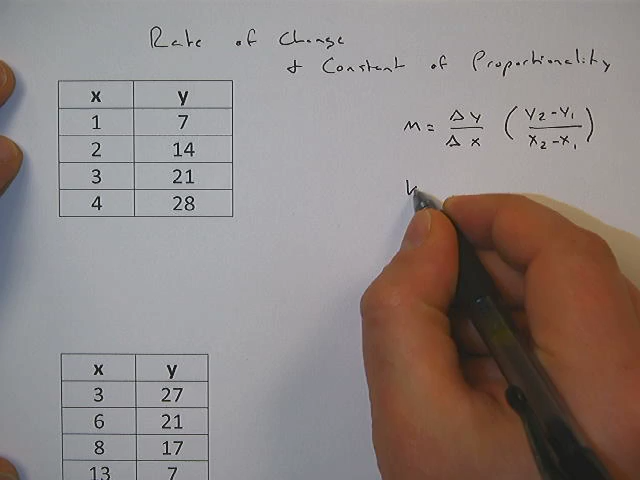 Rate of Change
& Constant of Proportionality
x y
1 7
2 14
3 21
4 28
m = Δy / Δx ( y₂-y₁ / x₂-x₁ )
k
x y
3 27
6 21
8 17
13 7